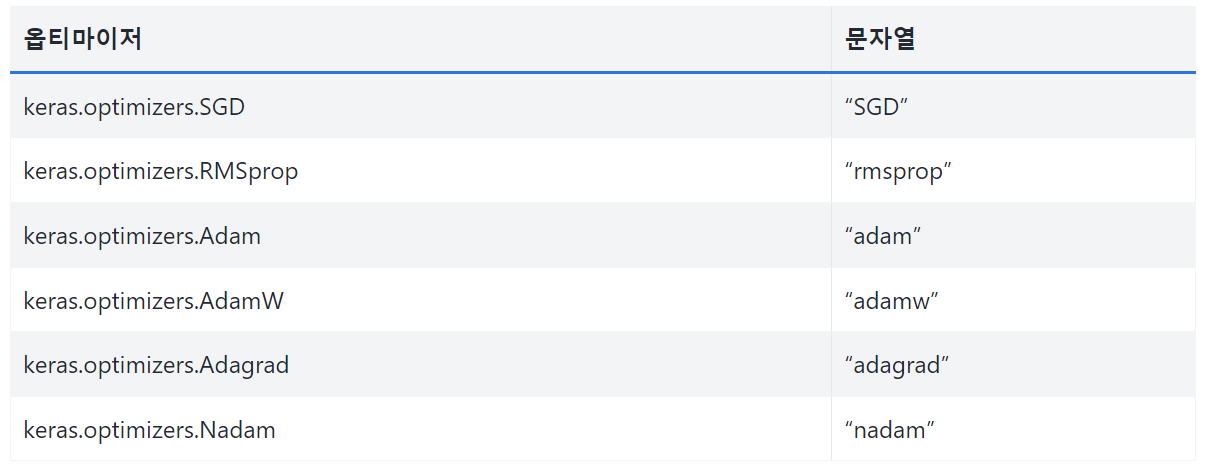 옵티마이저 문자열
keras.optimizers.SGD “SGD”
keras.optimizers.RMSprop “rmsprop”
keras.optimizers.Adam “adam”
keras.optimizers.AdamW “adamw”
keras.optimizers.Adagrad “adagrad”
keras.optimizers.Nadam “nadam”